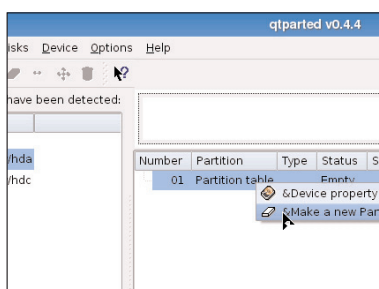 qtparted v0.4.4
isks Device Options Help
have been detected:
Number Partition Type Status S
/hda
01 Partition table Empty
/hdc
&Device property
&Make a new Par